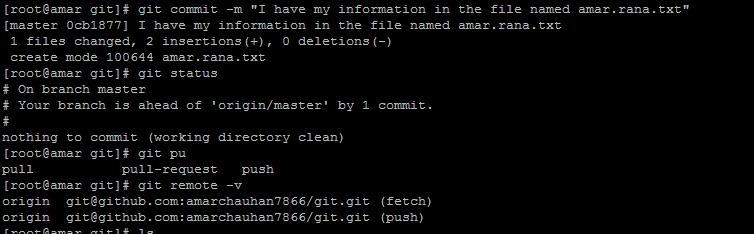 [root@amar git]# git commit -m "I have my information in the file named amar.rana.txt"
[master 0cb1877] I have my information in the file named amar.rana.txt
 1 files changed, 2 insertions(+), 0 deletions(-)
 create mode 100644 amar.rana.txt
[root@amar git]# git status
# On branch master
# Your branch is ahead of 'origin/master' by 1 commit.
#
nothing to commit (working directory clean)
[root@amar git]# git pu
pull          pull-request   push
[root@amar git]# git remote -v
origin  git@github.com:amarchauhan7866/git.git (fetch)
origin  git@github.com:amarchauhan7866/git.git (push)
[root@amar git]# ls